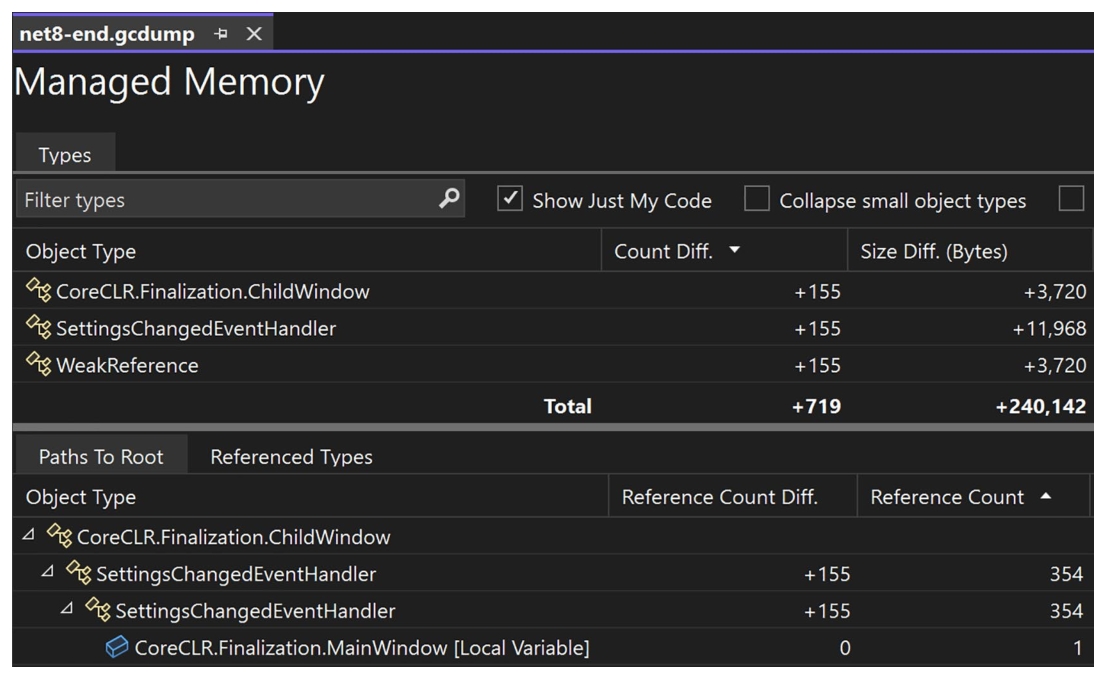 net8-end.gcdump
Managed Memory
Types
Filter types Show Just My Code Collapse small object types
Object Type Count Diff. Size Diff. (Bytes)
CoreCLR.Finalization.ChildWindow +155 +3,720
SettingsChangedEventHandler +155 +11,968
WeakReference +155 +3,720
Total +719 +240,142
Paths To Root Referenced Types
Object Type Reference Count Diff. Reference Count
CoreCLR.Finalization.ChildWindow
SettingsChangedEventHandler +155 354
SettingsChangedEventHandler +155 354
CoreCLR.Finalization.MainWindow [Local Variable] 0 1